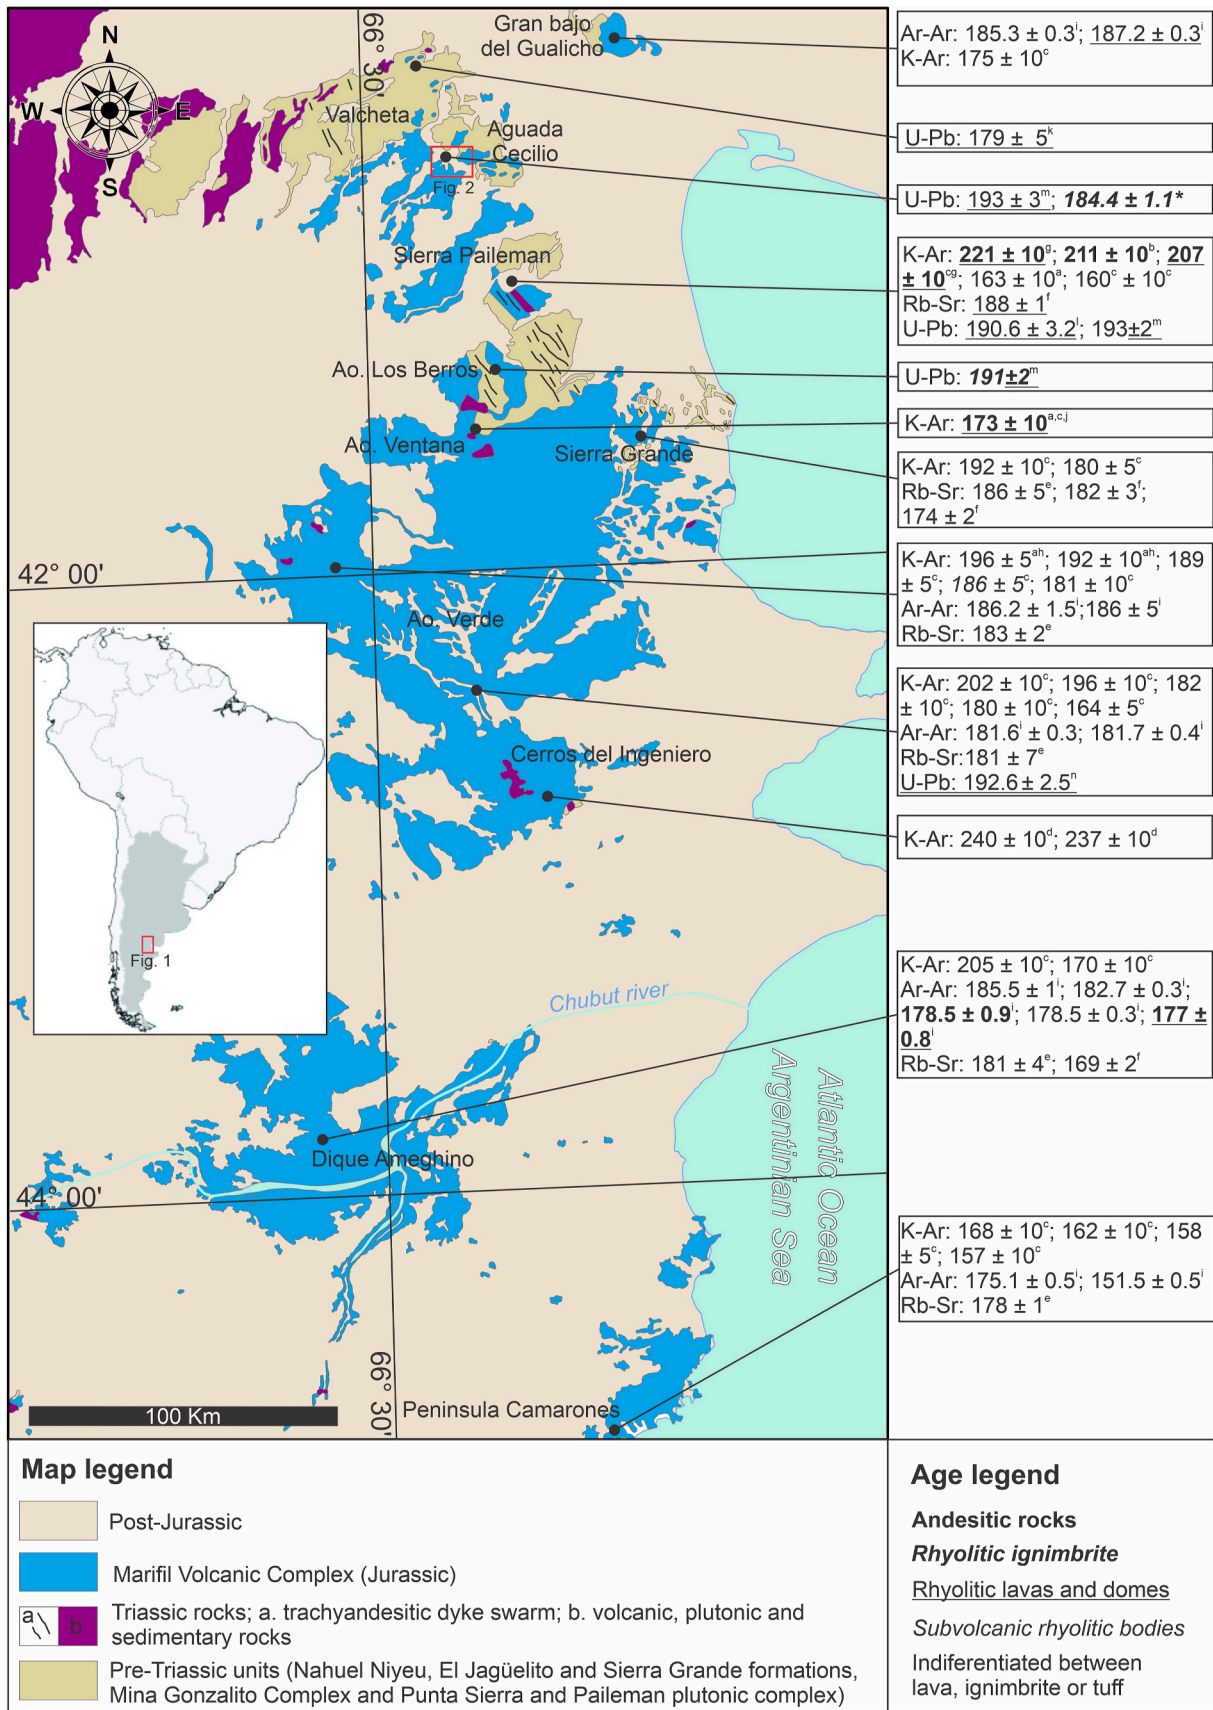 N
W
E
S
66° 30'
Gran bajo
del Gualicho
Valcheta
Aguada
Cecilio
Fig. 2
Sierra Paileman
Ao. Los Berros
Ao. Ventana
Sierra Grande
42° 00'
Ao. Verde
Cerros del Ingeniero
Fig. 1
Chubut river
Atlantic Ocean
Argentinian Sea
Dique Ameghino
44° 00'
66° 30'
100 Km
Peninsula Camarones
Ar-Ar: 185.3 ± 0.3ⁱ; 187.2 ± 0.3ⁱ
K-Ar: 175 ± 10ᶜ
U-Pb: 179 ± 5ᵏ
U-Pb: 193 ± 3ᵐ; 184.4 ± 1.1*
K-Ar: 221 ± 10ᵍ; 211 ± 10ᵇ; 207
± 10ᶜᵍ; 163 ± 10ᵃ; 160ᶜ ± 10ᶜ
Rb-Sr: 188 ± 1ᶠ
U-Pb: 190.6 ± 3.2ˡ; 193±2ᵐ
U-Pb: 191±2ᵐ
K-Ar: 173 ± 10ᵃ,ᶜ,ʲ
K-Ar: 192 ± 10ᶜ; 180 ± 5ᶜ
Rb-Sr: 186 ± 5ᵉ; 182 ± 3ᶠ;
174 ± 2ᶠ
K-Ar: 196 ± 5ᵃʰ; 192 ± 10ᵃʰ; 189
± 5ᶜ; 186 ± 5ᶜ; 181 ± 10ᶜ
Ar-Ar: 186.2 ± 1.5ⁱ;186 ± 5ⁱ
Rb-Sr: 183 ± 2ᵉ
K-Ar: 202 ± 10ᶜ; 196 ± 10ᶜ; 182
± 10ᶜ; 180 ± 10ᶜ; 164 ± 5ᶜ
Ar-Ar: 181.6ⁱ ± 0.3; 181.7 ± 0.4ⁱ
Rb-Sr:181 ± 7ᵉ
U-Pb: 192.6 ± 2.5ⁿ
K-Ar: 240 ± 10ᵈ; 237 ± 10ᵈ
K-Ar: 205 ± 10ᶜ; 170 ± 10ᶜ
Ar-Ar: 185.5 ± 1ⁱ; 182.7 ± 0.3ⁱ;
178.5 ± 0.9ⁱ; 178.5 ± 0.3ⁱ; 177 ±
0.8ⁱ
Rb-Sr: 181 ± 4ᵉ; 169 ± 2ᶠ
K-Ar: 168 ± 10ᶜ; 162 ± 10ᶜ; 158
± 5ᶜ; 157 ± 10ᶜ
Ar-Ar: 175.1 ± 0.5ⁱ; 151.5 ± 0.5ⁱ
Rb-Sr: 178 ± 1ᵉ
Map legend
Post-Jurassic
Marifil Volcanic Complex (Jurassic)
a
b
Triassic rocks; a. trachyandesitic dyke swarm; b. volcanic, plutonic and
sedimentary rocks
Pre-Triassic units (Nahuel Niyeu, El Jagüelito and Sierra Grande formations,
Mina Gonzalito Complex and Punta Sierra and Paileman plutonic complex)
Age legend
Andesitic rocks
Rhyolitic ignimbrite
Rhyolitic lavas and domes
Subvolcanic rhyolitic bodies
Indiferentiated between
lava, ignimbrite or tuff